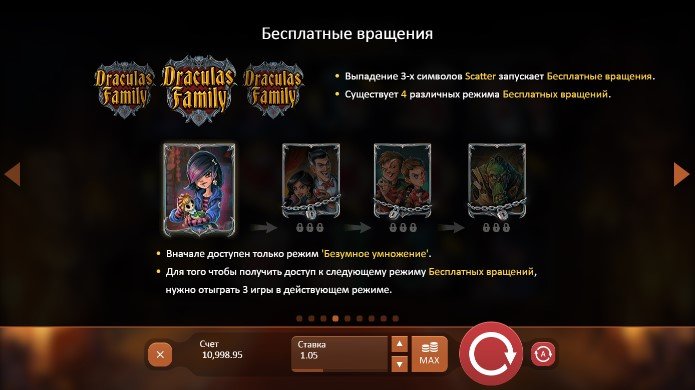 Бесплатные вращения
Draculas Family
Draculas Family
Draculas Family
Выпадение 3-х символов Scatter запускает Бесплатные вращения.
Существует 4 различных режима Бесплатных вращений.
Вначале доступен только режим 'Безумное умножение'.
Для того чтобы получить доступ к следующему режиму Бесплатных вращений,
нужно отыграть 3 игры в действующем режиме.
Счет
10,998.95
Ставка
1.05
MAX
A